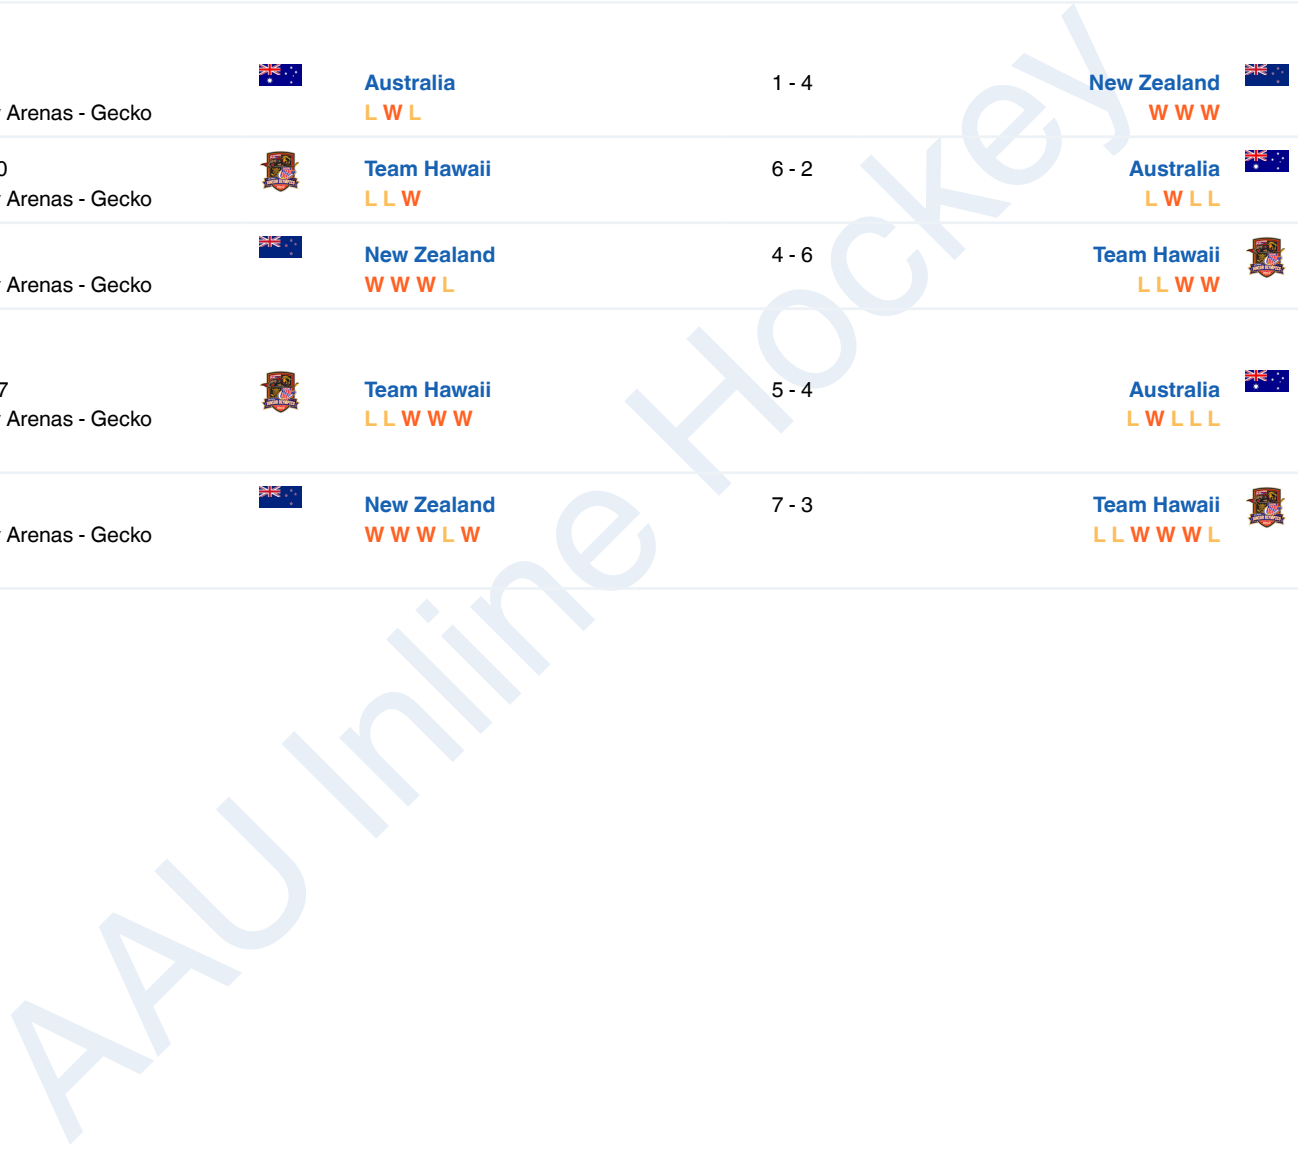 Australia 1 - 4 New Zealand
Arenas - Gecko L W L W W W
0 Team Hawaii 6 - 2 Australia
Arenas - Gecko L L W L W L L
New Zealand 4 - 6 Team Hawaii
Arenas - Gecko W W W L L L W W
7 Team Hawaii 5 - 4 Australia
Arenas - Gecko L L W W W L W L L L
New Zealand 7 - 3 Team Hawaii
Arenas - Gecko W W W L W L L W W W L
AAU Inline Hockey